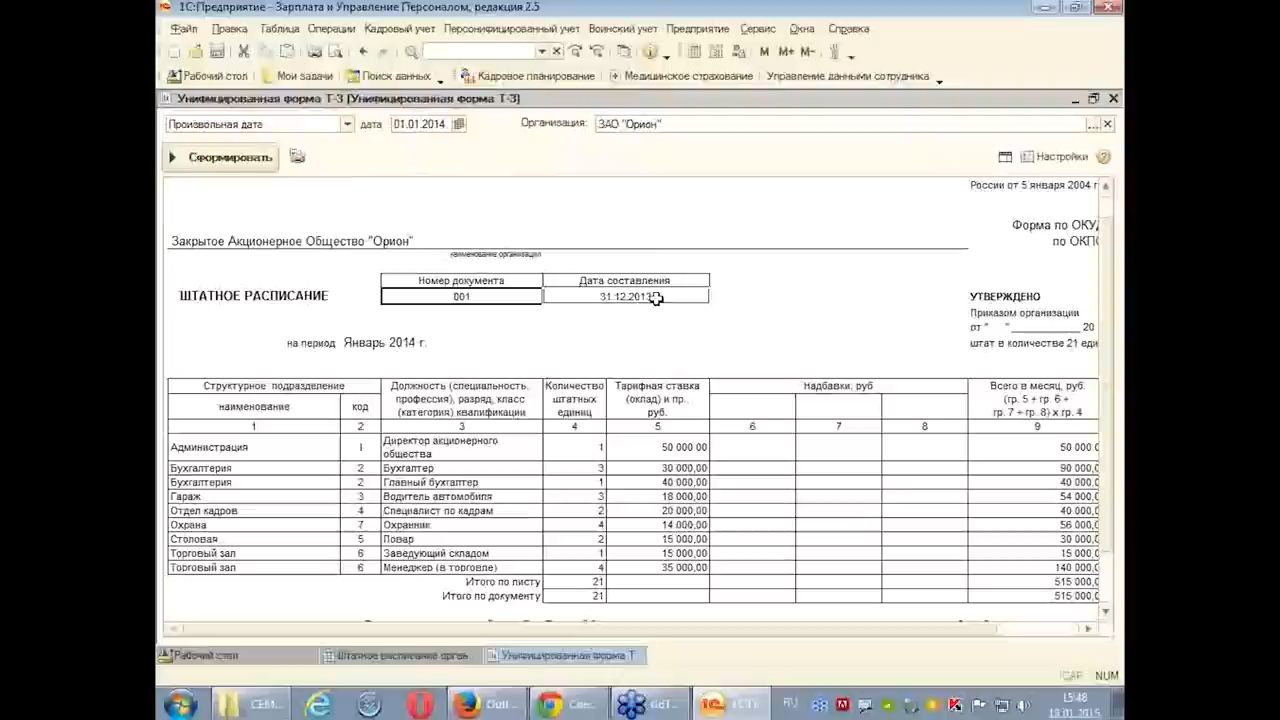 1С:Предприятие - Зарплата и Управление Персоналом, редакция 2.5
Файл Правка Таблица Операции Кадровый учет Персонифицированный учет Воинский учет Предприятие Сервис Окна Справка
M M+ M-
Рабочий стол Мои задачи Поиск данных Кадровое планирование Медицинское страхование Управление данными сотрудника
Унифицированная форма Т-3 [Унифицированная форма Т-3]
Произвольная дата дата 01.01.2014 Организация: ЗАО "Орион"
Сформировать Настройки
России от 5 января 2004 г
Форма по ОКУД
Закрытое Акционерное Общество "Орион" по ОКПО
наименование организации
Номер документа Дата составления
ШТАТНОЕ РАСПИСАНИЕ 001 31.12.2013 УТВЕРЖДЕНО
Приказом организации
от " " ___________ 20
на период Январь 2014 г. штат в количестве 21 еди
Структурное подразделение Должность (специальность, профессия), разряд, класс (категория) квалификации Количество штатных единиц Тарифная ставка (оклад) и пр., руб. Надбавки, руб Всего в месяц, руб. (гр. 5 + гр. 6 + гр. 7 + гр. 8) х гр. 4
наименование код
1 2 3 4 5 6 7 8 9
Администрация 1 Директор акционерного общества 1 50 000 00 50 000
Бухгалтерия 2 Бухгалтер 3 30 000,00 90 000,0
Бухгалтерия 2 Главный бухгалтер 1 40 000,00 40 000,0
Гараж 3 Водитель автомобиля 3 18 000,00 54 000,0
Отдел кадров 4 Специалист по кадрам 2 20 000,00 40 000,0
Охрана 7 Охранник 4 14 000,00 56 000,0
Столовая 5 Повар 2 15 000,00 30 000,0
Торговый зал 6 Заведующий складом 1 15 000,00 15 000,0
Торговый зал 6 Менеджер (в торговле) 4 35 000,00 140 000,0
Итого по листу 21 515 000,0
Итого по документу 21 515 000,0
Рабочий стол Штатное расписание орган Унифицированная форма Т
CAP NUM
СЕМ... Outl... Спес... GoT... RU 15:48
19.01.2015